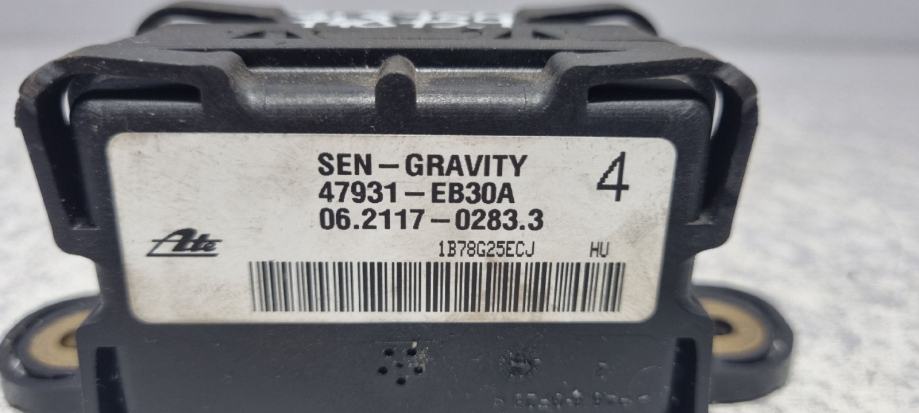 SEN-GRAVITY 4
47931-EB30A
06.2117-0283.3
Ate
1B78G25ECJ HU